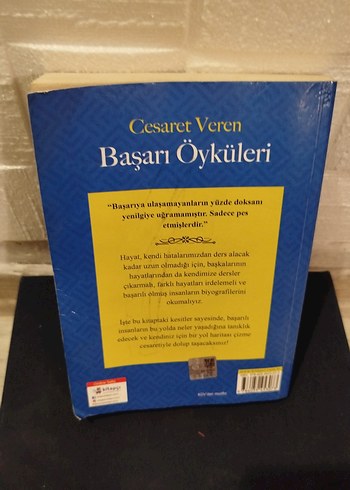 Cesaret Veren
Başarı Öyküleri
“Başarıya ulaşamayanların yüzde doksanı
yenilgiye uğramamıştır. Sadece pes
etmişlerdir.”
Hayat, kendi hatalarımızdan ders alacak
kadar uzun olmadığı için, başkalarının
hayatlarından da kendimize dersler
çıkarmalı, farklı hayatları irdelemeli ve
başarılı olmuş insanların biyografilerini
okumalıyız.
İşte bu kitaptaki kesitler sayesinde, başarılı
insanların bu yolda neler yaşadığına tanıklık
edecek ve kendiniz için bir yol haritası çizme
cesaretiyle dolup taşacaksınız!